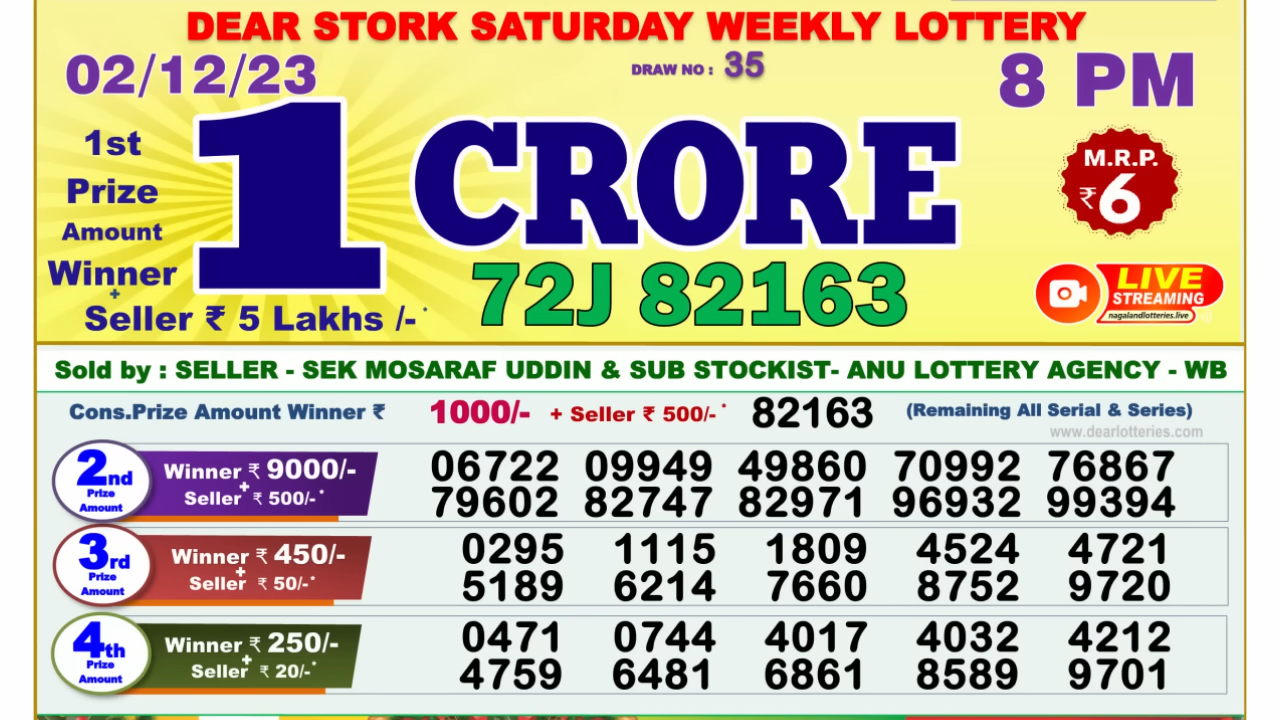 DEAR STORK SATURDAY WEEKLY LOTTERY
02/12/23 DRAW NO : 35 8 PM
1st
Prize
Amount
Winner
+
Seller ₹ 5 Lakhs /-*
1 CRORE
72J 82163
M.R.P.
₹6
LIVE
STREAMING
nagalandlotteries.live
Sold by : SELLER - SEK MOSARAF UDDIN & SUB STOCKIST- ANU LOTTERY AGENCY - WB
Cons.Prize Amount Winner ₹ 1000/- + Seller ₹ 500/-* 82163 (Remaining All Serial & Series)
www.dearlotteries.com
2nd
Prize
Amount
Winner ₹ 9000/-
+
Seller ₹ 500/-*
06722 09949 49860 70992 76867
79602 82747 82971 96932 99394
3rd
Prize
Amount
Winner ₹ 450/-
+
Seller ₹ 50/-*
0295 1115 1809 4524 4721
5189 6214 7660 8752 9720
4th
Prize
Amount
Winner ₹ 250/-
+
Seller ₹ 20/-*
0471 0744 4017 4032 4212
4759 6481 6861 8589 9701